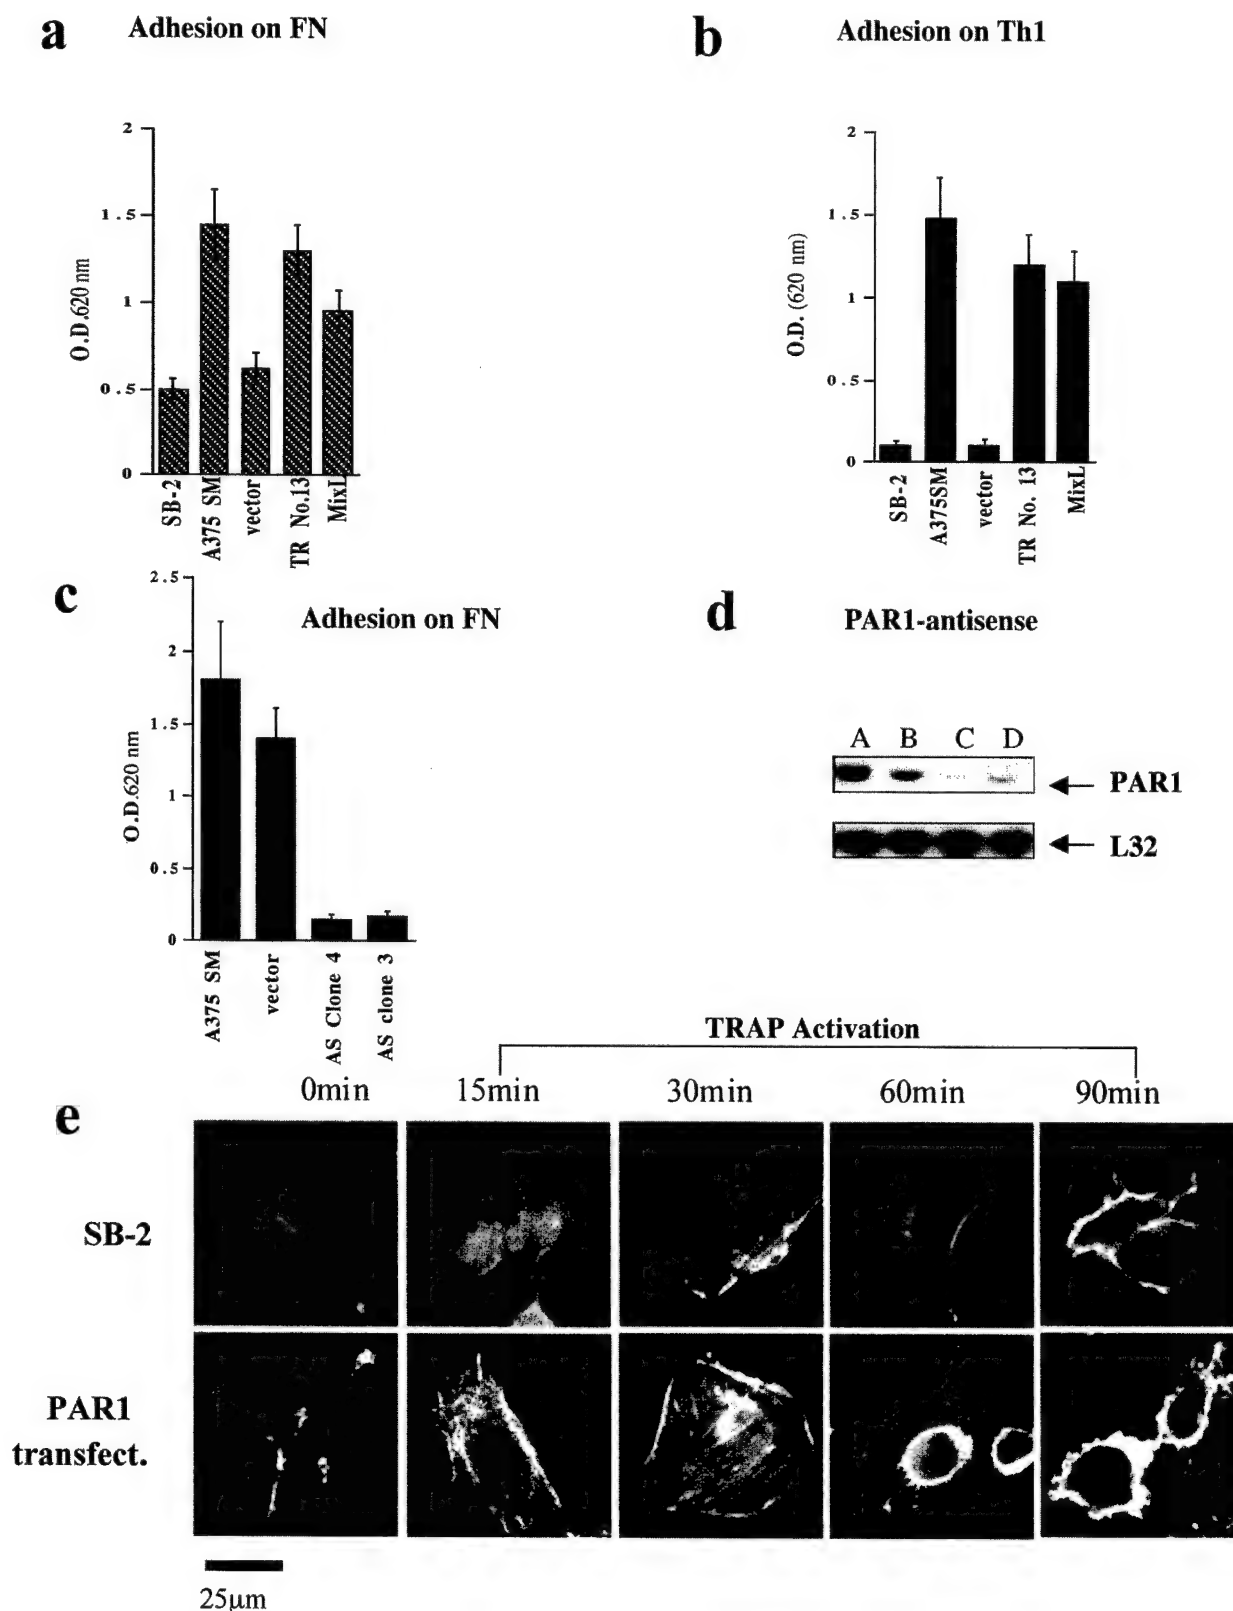 a Adhesion on FN
b Adhesion on Th1
2
1.5
1
0.5
0
O.D.620 nm
SB-2
A375 SM
vector
TR No.13
MixL
2
1.5
1
0.5
0
O.D. (620 nm)
SB-2
A375SM
vector
TR No. 13
MixL
c Adhesion on FN
2.5
2
1.5
1
0.5
0
O.D.620 nm
A375 SM
vector
AS Clone 4
AS clone 3
d PAR1-antisense
A B C D
PAR1
L32
TRAP Activation
0min 15min 30min 60min 90min
e
SB-2
PAR1
transfect.
25µm